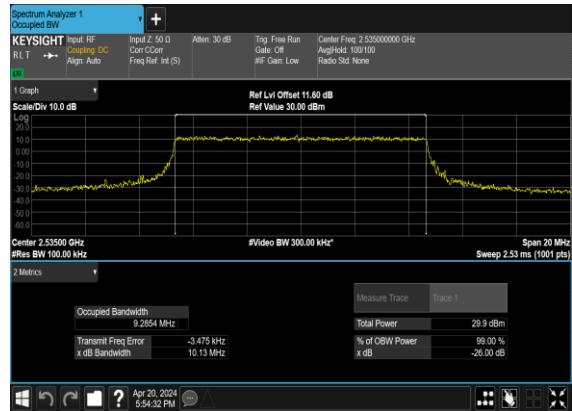 Spectrum Analyzer 1
Occupied BW
KEYSIGHT Input: RF Input Z: 50 Ω Atten: 30 dB Trig: Free Run Center Freq: 2.535000000 GHz
RLT Coupling: DC Corr CCorr Gate: Off Avg|Hold: 100/100
Align: Auto Freq Ref: Int (S) #IF Gain: Low Radio Std: None
LV
1 Graph Ref Lvl Offset 11.60 dB
Scale/Div 10.0 dB Ref Value 30.00 dBm
Log
20.0
10.0
0.00
-10.0
-20.0
-30.0
-40.0
-50.0
-60.0
Center 2.53500 GHz #Video BW 300.00 kHz* Span 20 MHz
#Res BW 100.00 kHz Sweep 2.53 ms (1001 pts)
2 Metrics
Measure Trace Trace 1
Occupied Bandwidth
9.2854 MHz Total Power 29.9 dBm
Transmit Freq Error -3.475 kHz % of OBW Power 99.00 %
x dB Bandwidth 10.13 MHz x dB -26.00 dB
Apr 20, 2024
5:54:32 PM